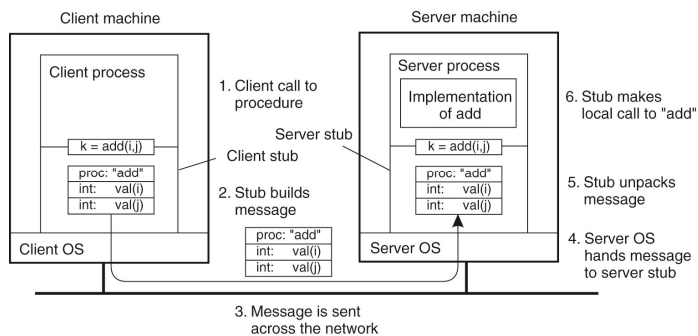 Client machine
Server machine
Client process
1. Client call to
procedure
Server process
Implementation
of add
6. Stub makes
local call to "add"
Server stub
k = add(i,j)
k = add(i,j)
Client stub
proc: "add"
int: val(i)
int: val(j)
proc: "add"
int: val(i)
int: val(j)
2. Stub builds
message
5. Stub unpacks
message
proc: "add"
int: val(i)
int: val(j)
4. Server OS
hands message
to server stub
Client OS
Server OS
3. Message is sent
across the network